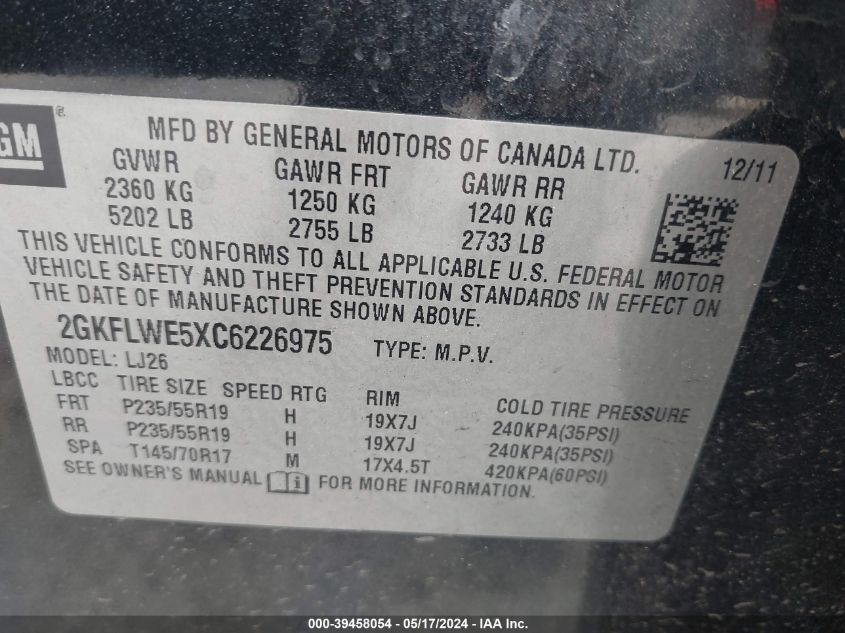 GM ®
MFD BY GENERAL MOTORS OF CANADA LTD.
12/11
GVWR GAWR FRT GAWR RR
2360 KG 1250 KG 1240 KG
5202 LB 2755 LB 2733 LB
THIS VEHICLE CONFORMS TO ALL APPLICABLE U.S. FEDERAL MOTOR
VEHICLE SAFETY AND THEFT PREVENTION STANDARDS IN EFFECT ON
THE DATE OF MANUFACTURE SHOWN ABOVE.
2GKFLWE5XC6226975 TYPE: M.P.V.
MODEL: LJ26
LBCC TIRE SIZE SPEED RTG RIM COLD TIRE PRESSURE
FRT P235/55R19 H 19X7J 240KPA(35PSI)
RR P235/55R19 H 19X7J 240KPA(35PSI)
SPA T145/70R17 M 17X4.5T 420KPA(60PSI)
SEE OWNER'S MANUAL i FOR MORE INFORMATION.
000-39458054 - 05/17/2024 - IAA Inc.